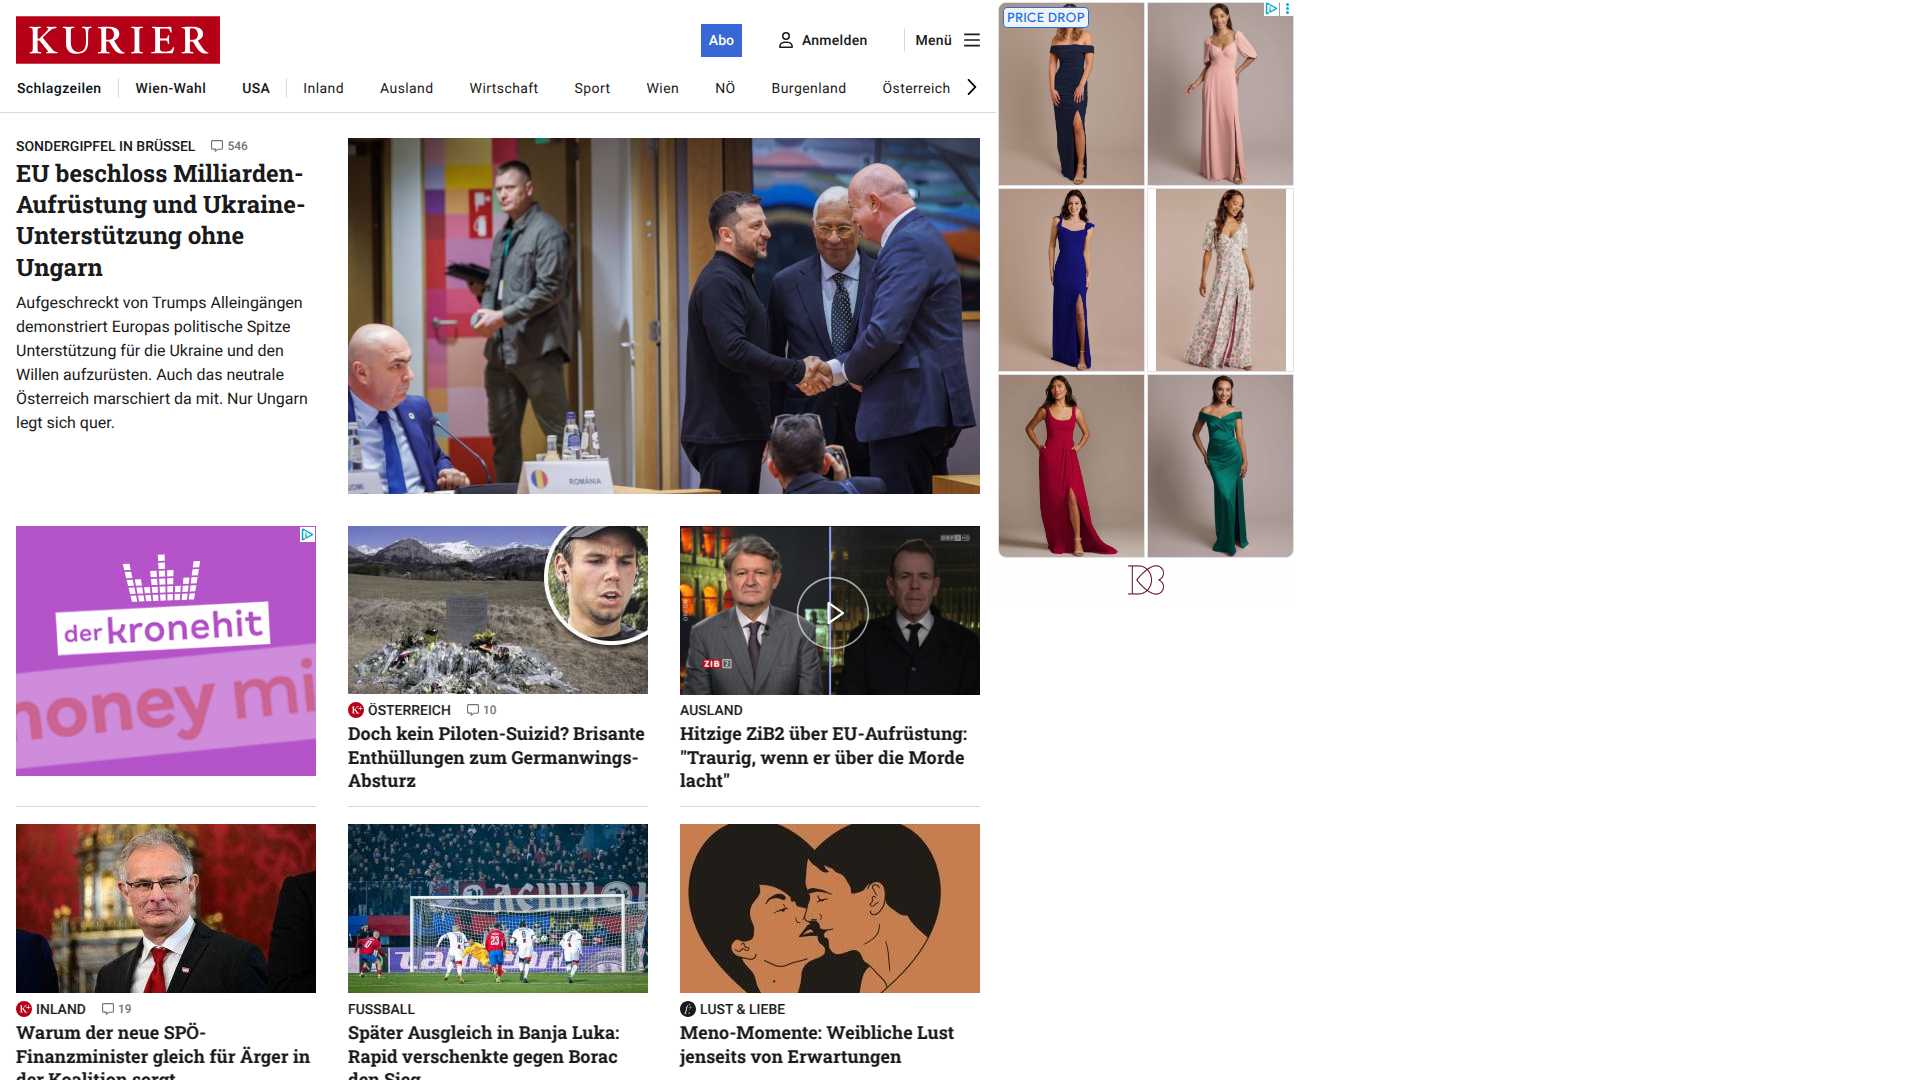 KURIER
Abo
Anmelden
Menü
Schlagzeilen
Wien-Wahl
USA
Inland
Ausland
Wirtschaft
Sport
Wien
NÖ
Burgenland
Österreich
PRICE DROP
SONDERGIPFEL IN BRÜSSEL 546
EU beschloss Milliarden-
Aufrüstung und Ukraine-
Unterstützung ohne
Ungarn
Aufgeschreckt von Trumps Alleingängen
demonstriert Europas politische Spitze
Unterstützung für die Ukraine und den
Willen aufzurüsten. Auch das neutrale
Österreich marschiert da mit. Nur Ungarn
legt sich quer.
ROMÂNIA
der kronehit
money mi
K+ ÖSTERREICH 10
Doch kein Piloten-Suizid? Brisante
Enthüllungen zum Germanwings-
Absturz
ZIB 2
AUSLAND
Hitzige ZiB2 über EU-Aufrüstung:
"Traurig, wenn er über die Morde
lacht"
DB
K+ INLAND 19
Warum der neue SPÖ-
Finanzminister gleich für Ärger in
der Koalition sorgt
23
FUSSBALL
Später Ausgleich in Banja Luka:
Rapid verschenkte gegen Borac
den Sieg
LUST & LIEBE
Meno-Momente: Weibliche Lust
jenseits von Erwartungen